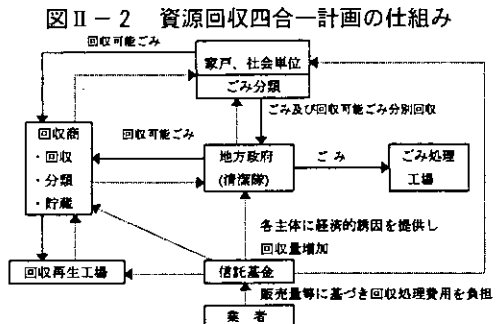 図Ⅱ－2　資源回収四合一計画の仕組み
回収可能ごみ
家戸、社会単位
ごみ分類
ごみ及び回収可能ごみ分別回収
回収商
・回収
・分類
・貯蔵
回収可能ごみ
地方政府
(清潔隊)
ごみ
ごみ処理
工場
各主体に経済的誘因を提供し
回収量増加
回収再生工場
信託基金
販売量等に基づき回収処理費用を負担
業者